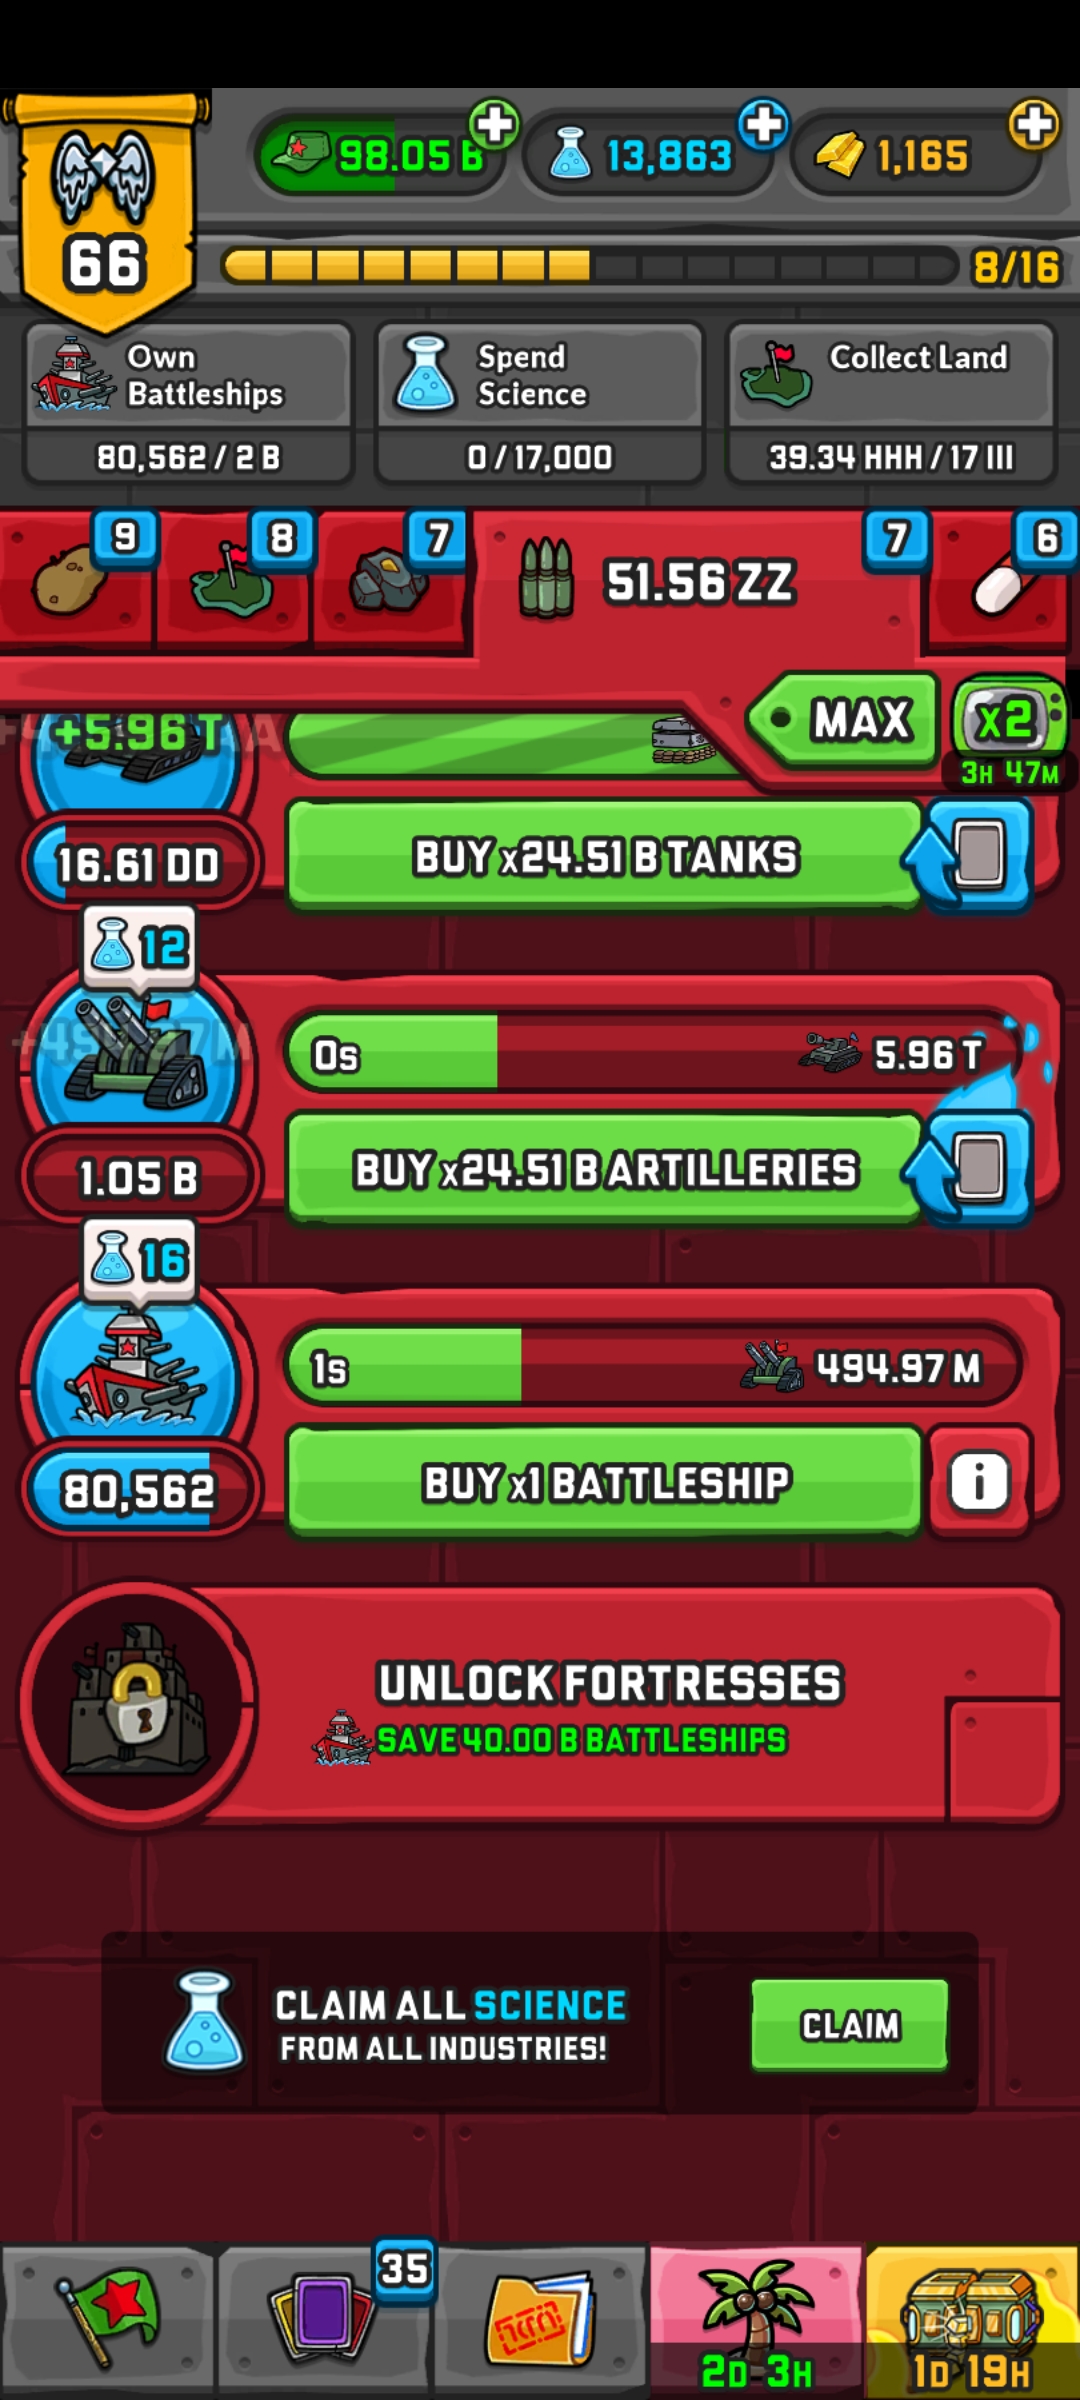 98.05 B
13,863
1,165
66
8/16
Own
Battleships
80,562 / 2 B
Spend
Science
0 / 17,000
Collect Land
39.34 HHH / 17 III
9
8
7
51.56 ZZ
7
6
MAX
x2
3H 47M
+5.96 T
16.61 DD
BUY x24.51 B TANKS
12
0s
5.96 T
1.05 B
BUY x24.51 B ARTILLERIES
16
1s
494.97 M
80,562
BUY x1 BATTLESHIP
i
UNLOCK FORTRESSES
SAVE 40.00 B BATTLESHIPS
CLAIM ALL SCIENCE
FROM ALL INDUSTRIES!
CLAIM
35
2D 3H
1D 19H